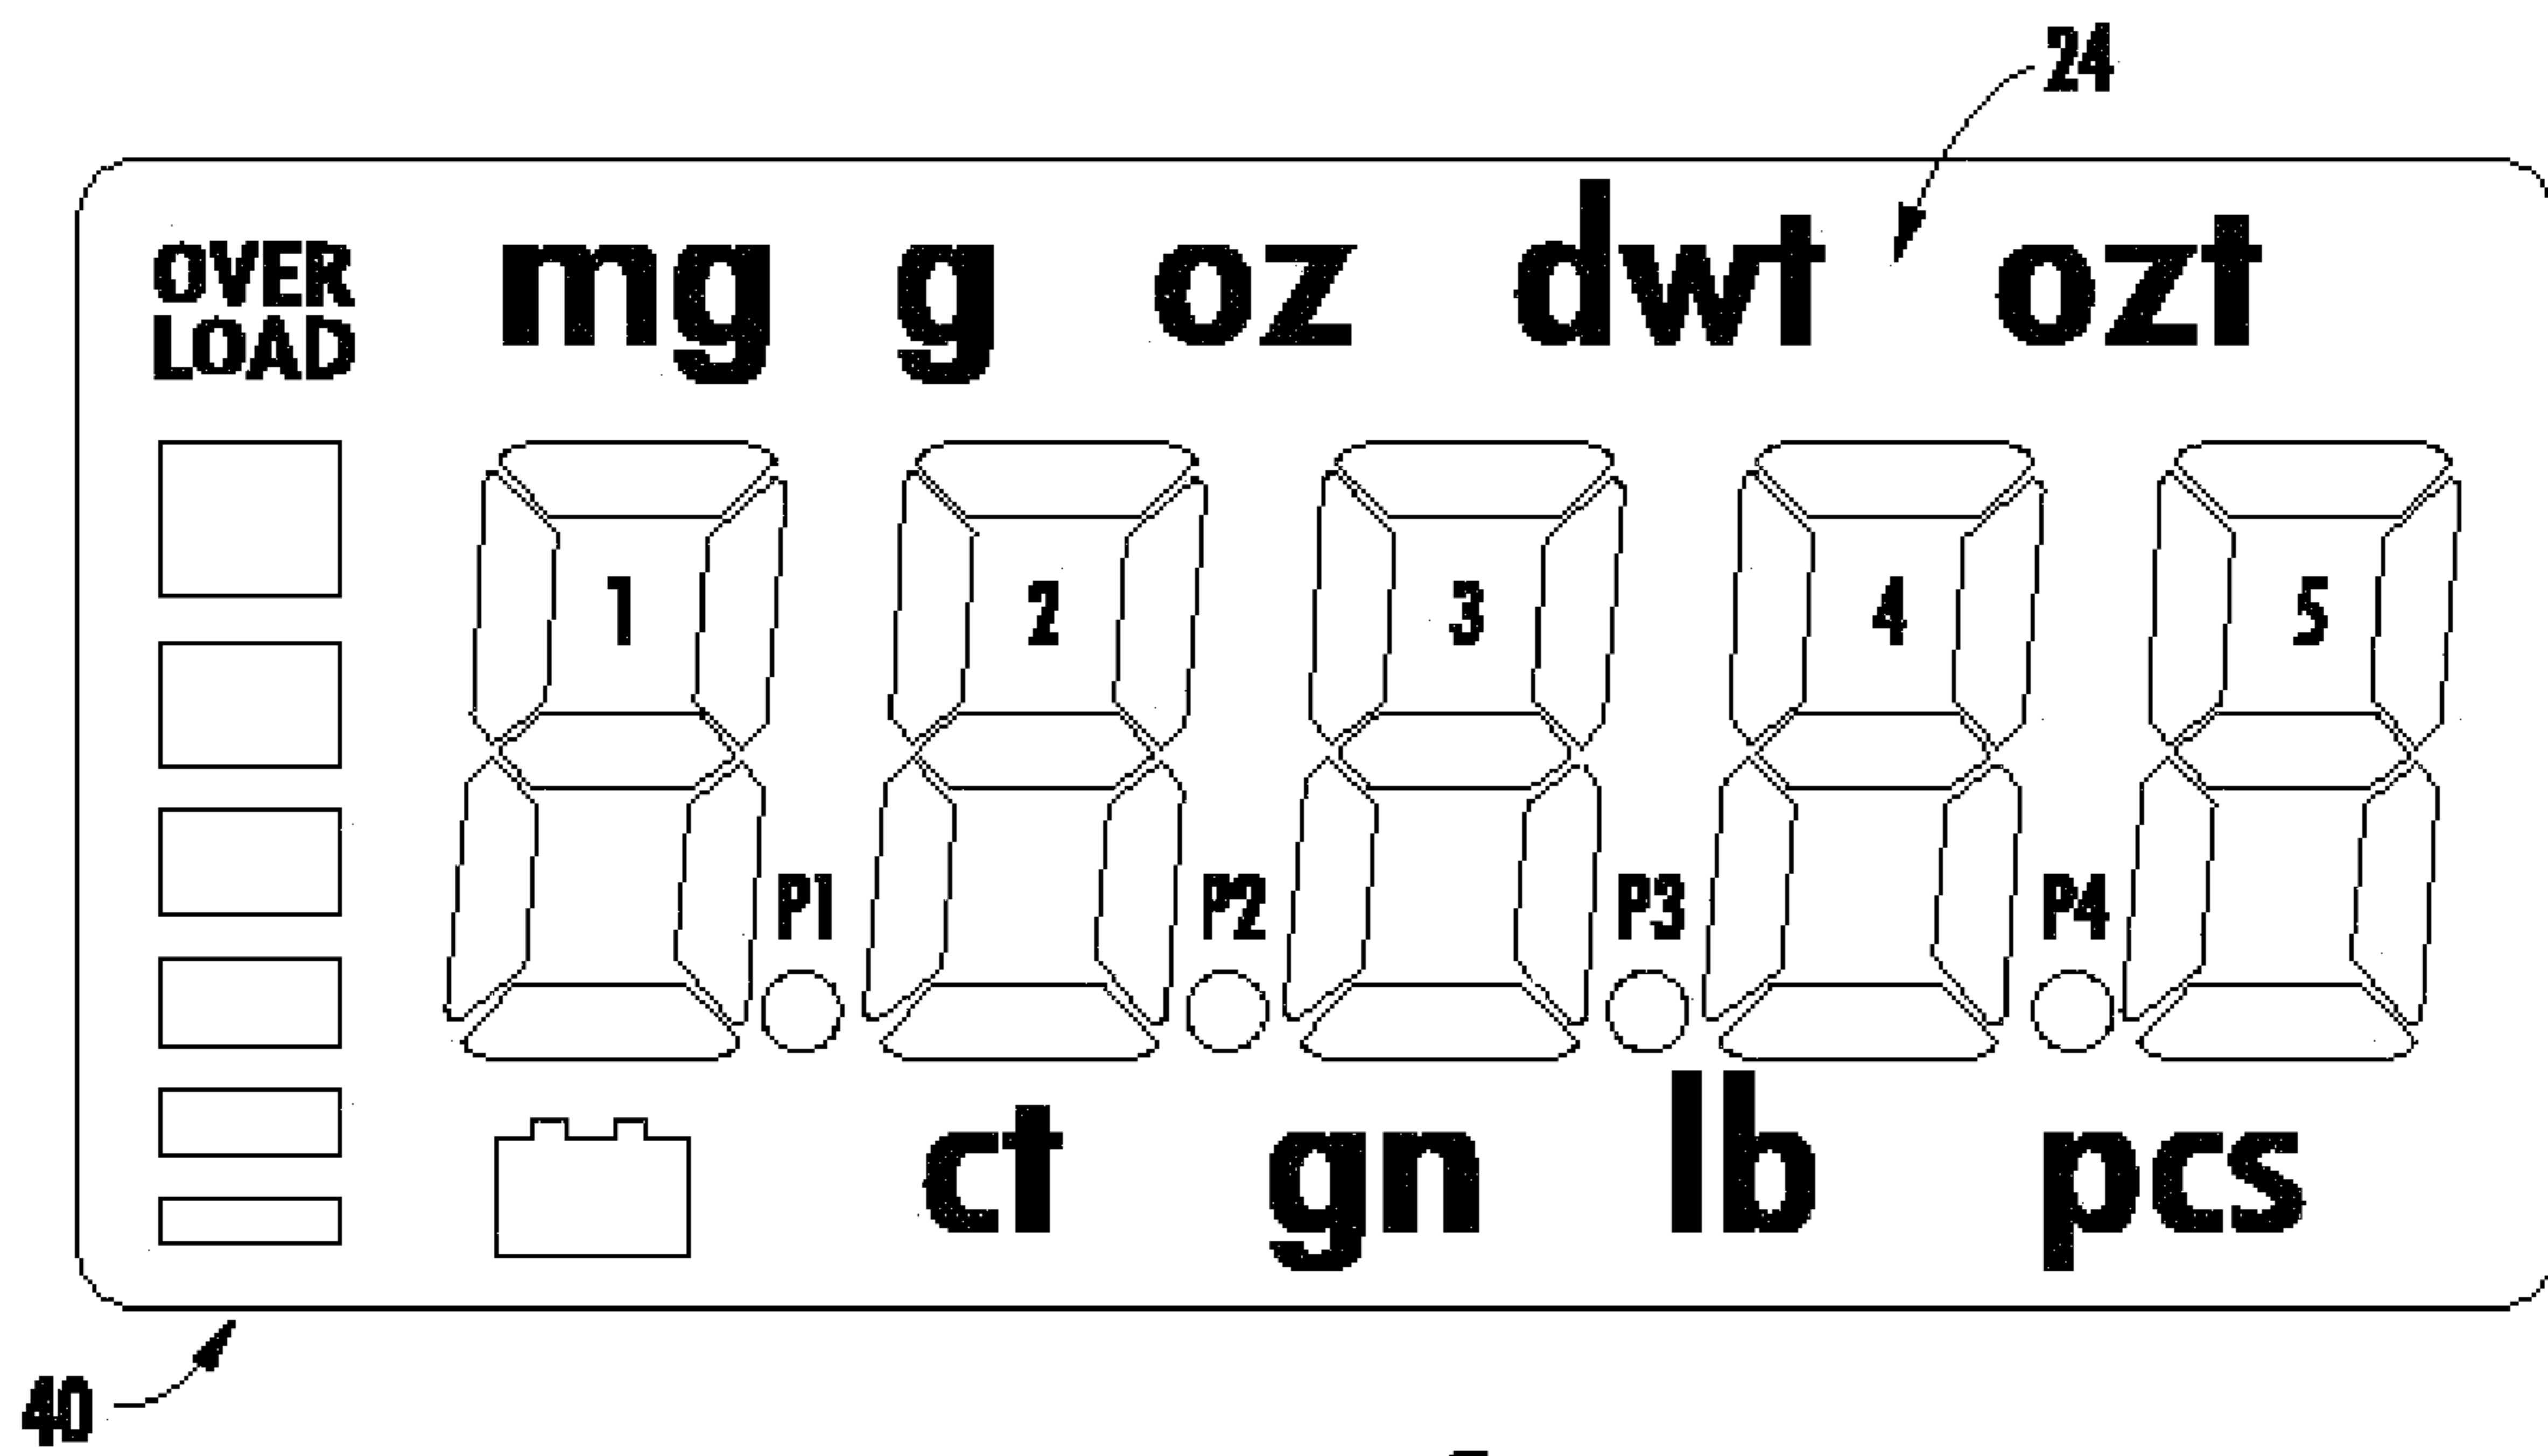 24
OVER
LOAD
mg g oz dwt ozt
1 2 3 4 5
P1 P2 P3 P4
ct gn lb pcs
40